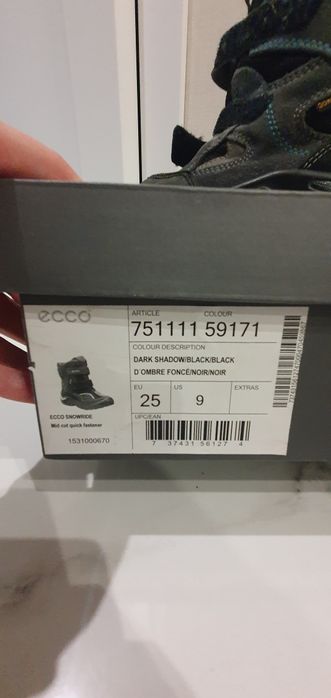 ecco
ARTICLE COLOUR
751111 59171
COLOUR DESCRIPTION
DARK SHADOW/BLACK/BLACK
D'OMBRE FONCÉ/NOIR/NOIR
EU US EXTRAS
25 9
ECCO SNOWRIDE
Mid cut quick fastener
1531000670
UPC/EAN
7 37431 56127 4